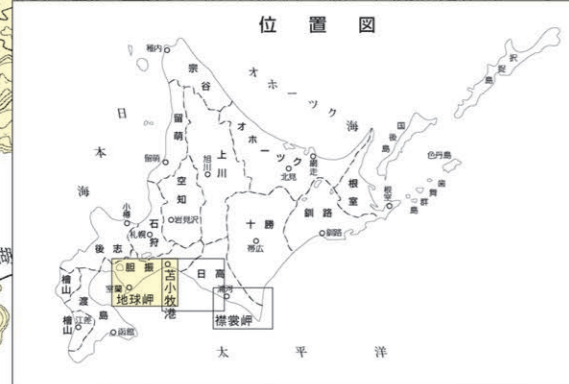 位置図
稚内
宗谷
オホーツク海
択捉島
国後島
色丹島
歯舞群島
日本海
留萌
上川
オホーツク
網走
北見
根室
根室
留萌
旭川
空知
岩見沢
小樽
石狩
札幌
後志
十勝
帯広
釧路
釧路
胆振
日高
室蘭
地球岬
苫小牧港
浦河
襟裳岬
檜山
渡島
檜山
江差
函館
太平洋
湖